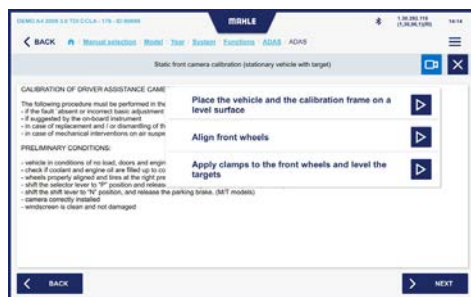 DEMO A4 2008 2.0 TDI CCLA - 176 - ID 00008
MAHLE
14:14
BACK Manual selection Model Year System Functions ADAS ADAS
Static front camera calibration (stationary vehicle with target)
CALIBRATION OF DRIVER ASSISTANCE CAME
The following procedure must be performed in the
- if the fault 'absent or incorrect basic adjustment
- if suggested by the on-board instrument
- in case of replacement and / or dismantling of th
- in case of mechanical interventions on air suspe
PRELIMINARY CONDITIONS:
- vehicle in conditions of no load, doors and engin
- check if coolant and engine oil are filled up to co
- wheels properly aligned and tires at the right pre
- shift the selector lever to "P" position and releas
- shift the shift lever to "N" position, and release the parking brake. (M/T models)
- camera correctly installed
- windscreen is clean and not damaged
Place the vehicle and the calibration frame on a
level surface
Align front wheels
Apply clamps to the front wheels and level the
targets
BACK
NEXT